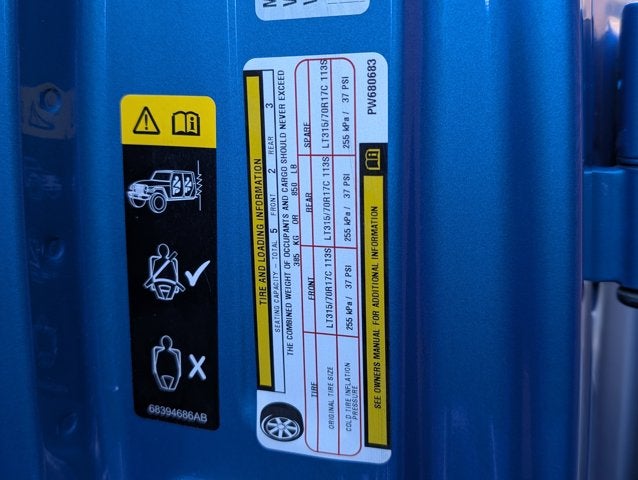 68394686AB
TIRE AND LOADING INFORMATION
SEATING CAPACITY - TOTAL 5 FRONT 2 REAR 3
THE COMBINED WEIGHT OF OCCUPANTS AND CARGO SHOULD NEVER EXCEED
385 KG OR 850 LB
TIRE FRONT REAR SPARE
ORIGINAL TIRE SIZE LT315/70R17C 113S LT315/70R17C 113S LT315/70R17C 113S
COLD TIRE INFLATION PRESSURE 255 kPa / 37 PSI 255 kPa / 37 PSI 255 kPa / 37 PSI
SEE OWNERS MANUAL FOR ADDITIONAL INFORMATION
PW680683